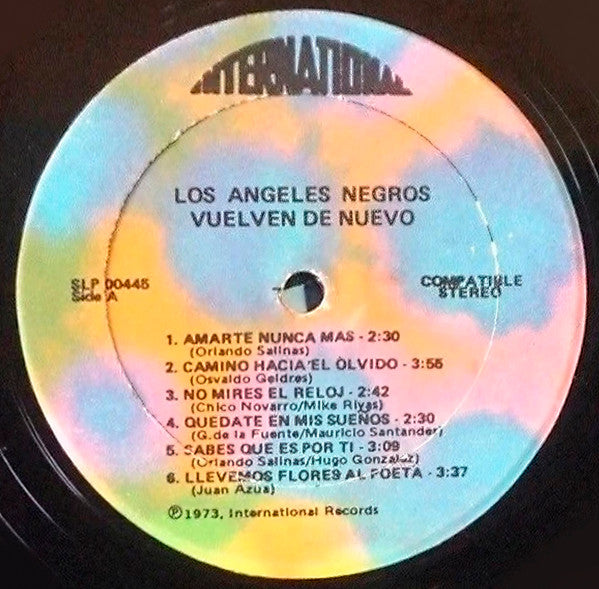 INTERNATIONAL
LOS ANGELES NEGROS
VUELVEN DE NUEVO
SLP 00445
Side A
COMPATIBLE
STEREO
1. AMARTE NUNCA MAS - 2:30
(Orlando Salinas)
2. CAMINO HACIA EL OLVIDO - 3:55
(Osvaldo Geldres)
3. NO MIRES EL RELOJ - 2:42
(Chico Novarro/Mike Rivas)
4. QUEDATE EN MIS SUEÑOS - 2:30
(G. de la Fuente/Mauricio Santander)
5. SABES QUE ES POR TI - 3:09
(Orlando Salinas/Hugo Gonzalez)
6. LLEVEMOS FLORES AL POETA - 3:37
(Juan Azua)
℗1973, International Records